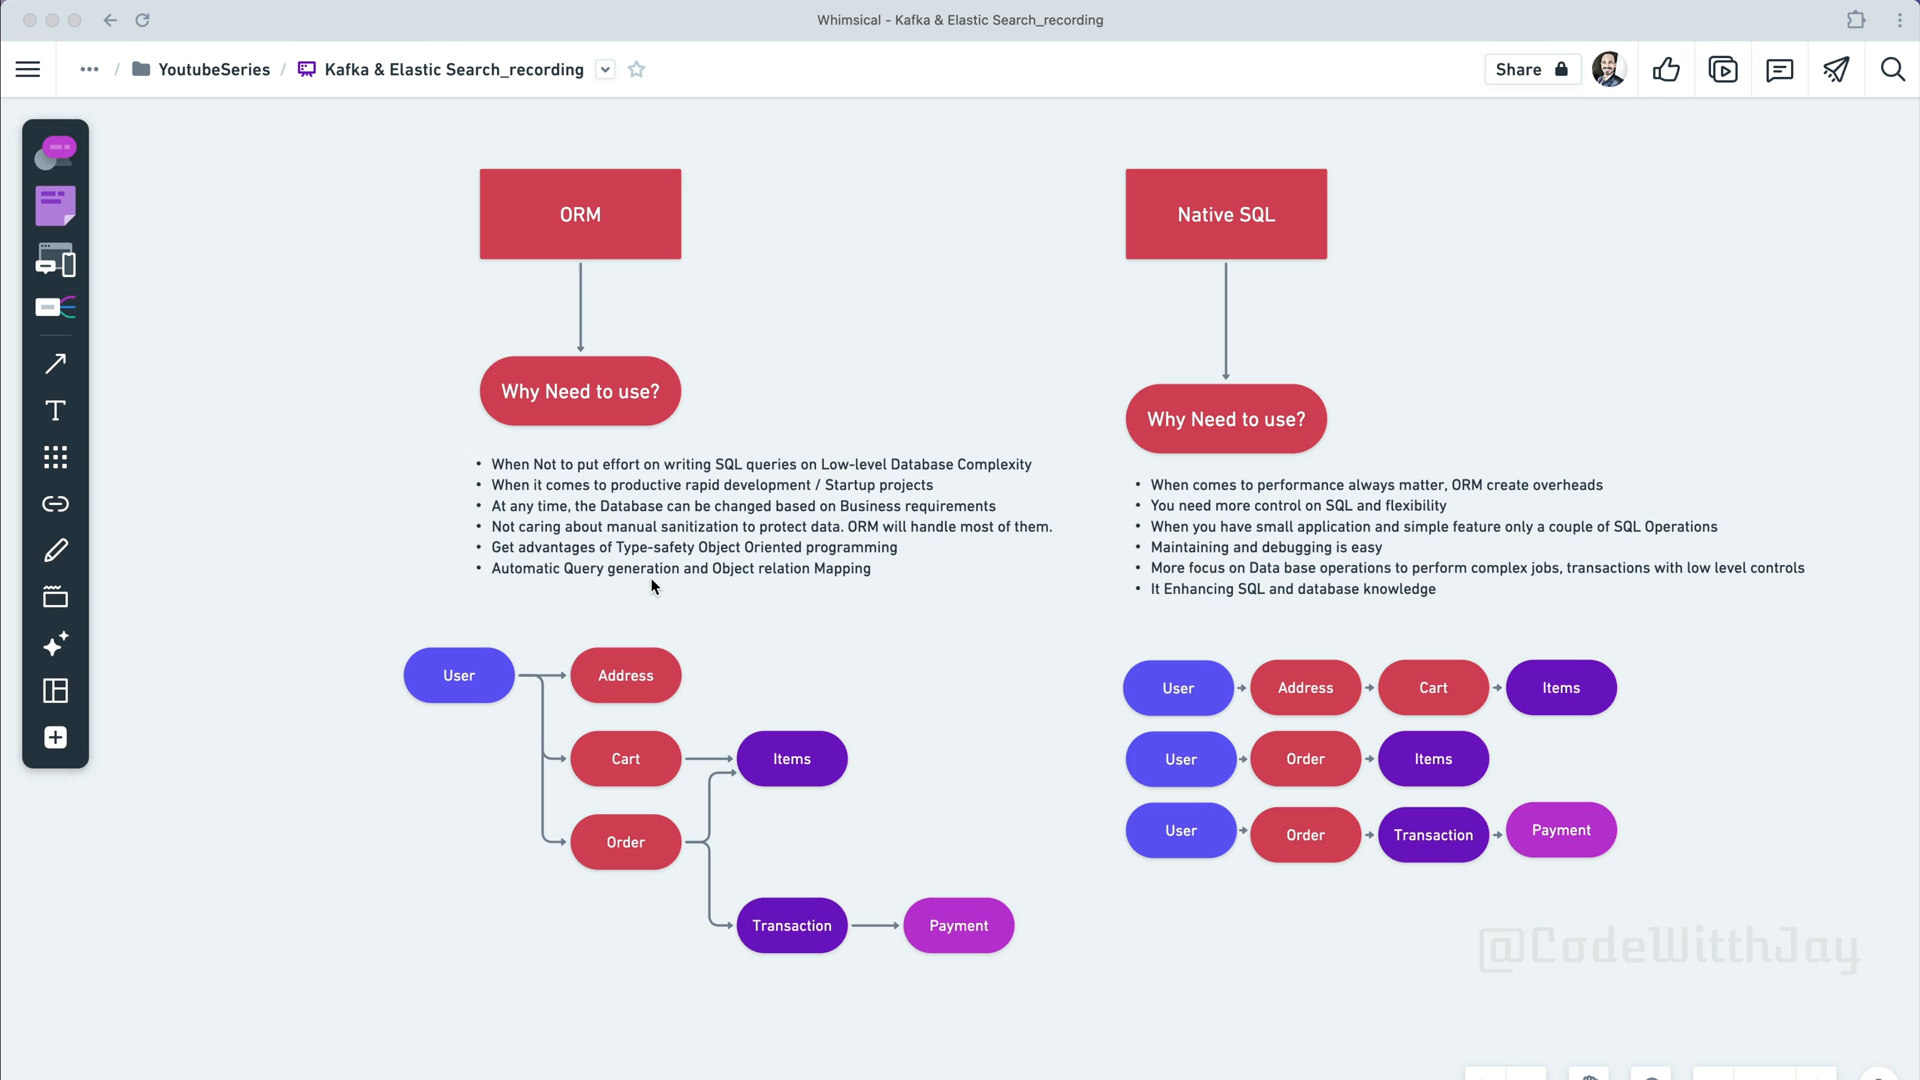 Whimsical - Kafka & Elastic Search_recording
... / YoutubeSeries / Kafka & Elastic Search_recording
Share
ORM
Native SQL
Why Need to use?
Why Need to use?
• When Not to put effort on writing SQL queries on Low-level Database Complexity
• When it comes to productive rapid development / Startup projects
• At any time, the Database can be changed based on Business requirements
• Not caring about manual sanitization to protect data. ORM will handle most of them.
• Get advantages of Type-safety Object Oriented programming
• Automatic Query generation and Object relation Mapping
• When comes to performance always matter, ORM create overheads
• You need more control on SQL and flexibility
• When you have small application and simple feature only a couple of SQL Operations
• Maintaining and debugging is easy
• More focus on Data base operations to perform complex jobs, transactions with low level controls
• It Enhancing SQL and database knowledge
User
Address
Cart
Items
Order
Transaction
Payment
User
Address
Cart
Items
User
Order
Items
User
Order
Transaction
Payment
@CodeWitthJay